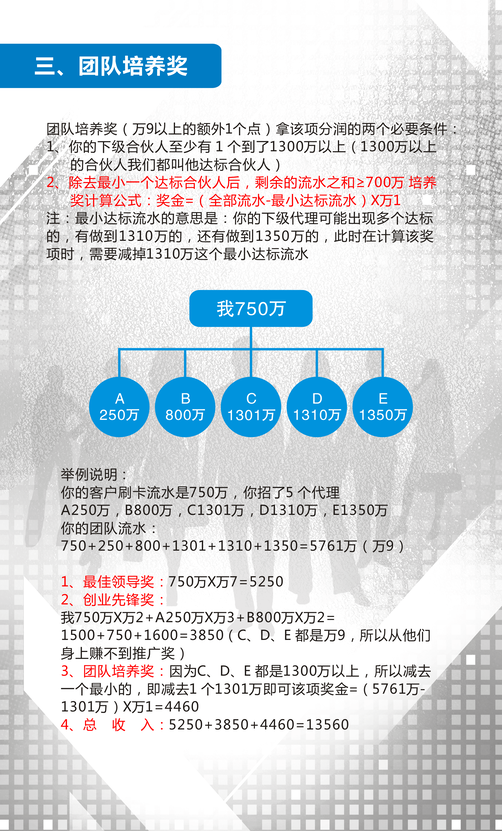 三、团队培养奖
团队培养奖（万9以上的额外1个点）拿该项分润的两个必要条件：
1、你的下级合伙人至少有1个到了1300万以上（1300万以上
的合伙人我们都叫他达标合伙人）
2、除去最小一个达标合伙人后，剩余的流水之和≥700万 培养
奖计算公式：奖金=（全部流水-最小达标流水）X万1
注：最小达标流水的意思是：你的下级代理可能出现多个达标
的，有做到1310万的，还有做到1350万的，此时在计算该奖
项时，需要减掉1310万这个最小达标流水
我750万
A
250万
B
800万
C
1301万
D
1310万
E
1350万
举例说明：
你的客户刷卡流水是750万，你招了5个代理
A250万，B800万，C1301万，D1310万，E1350万
你的团队流水：
750+250+800+1301+1310+1350=5761万（万9）
1、最佳领导奖：750万X万7=5250
2、创业先锋奖：
我750万X万2+A250万X万3+B800万X万2=
1500+750+1600=3850（C、D、E 都是万9，所以从他们
身上赚不到推广奖）
3、团队培养奖：因为C、D、E 都是1300万以上，所以减去
一个最小的，即减去1个1301万即可该项奖金=（5761万-
1301万）X万1=4460
4、总 收 入：5250+3850+4460=13560